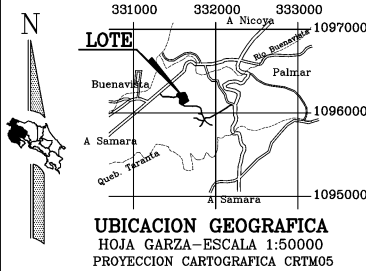 N
331000
332000
333000
A Nicoya
1097000
LOTE
Rio Buenavista
Palmar
Buenavista
1096000
A Samara
Queb. Taranta
1095000
A Samara
UBICACION GEOGRAFICA
HOJA GARZA-ESCALA 1:50000
PROYECCION CARTOGRAFICA CRTM05